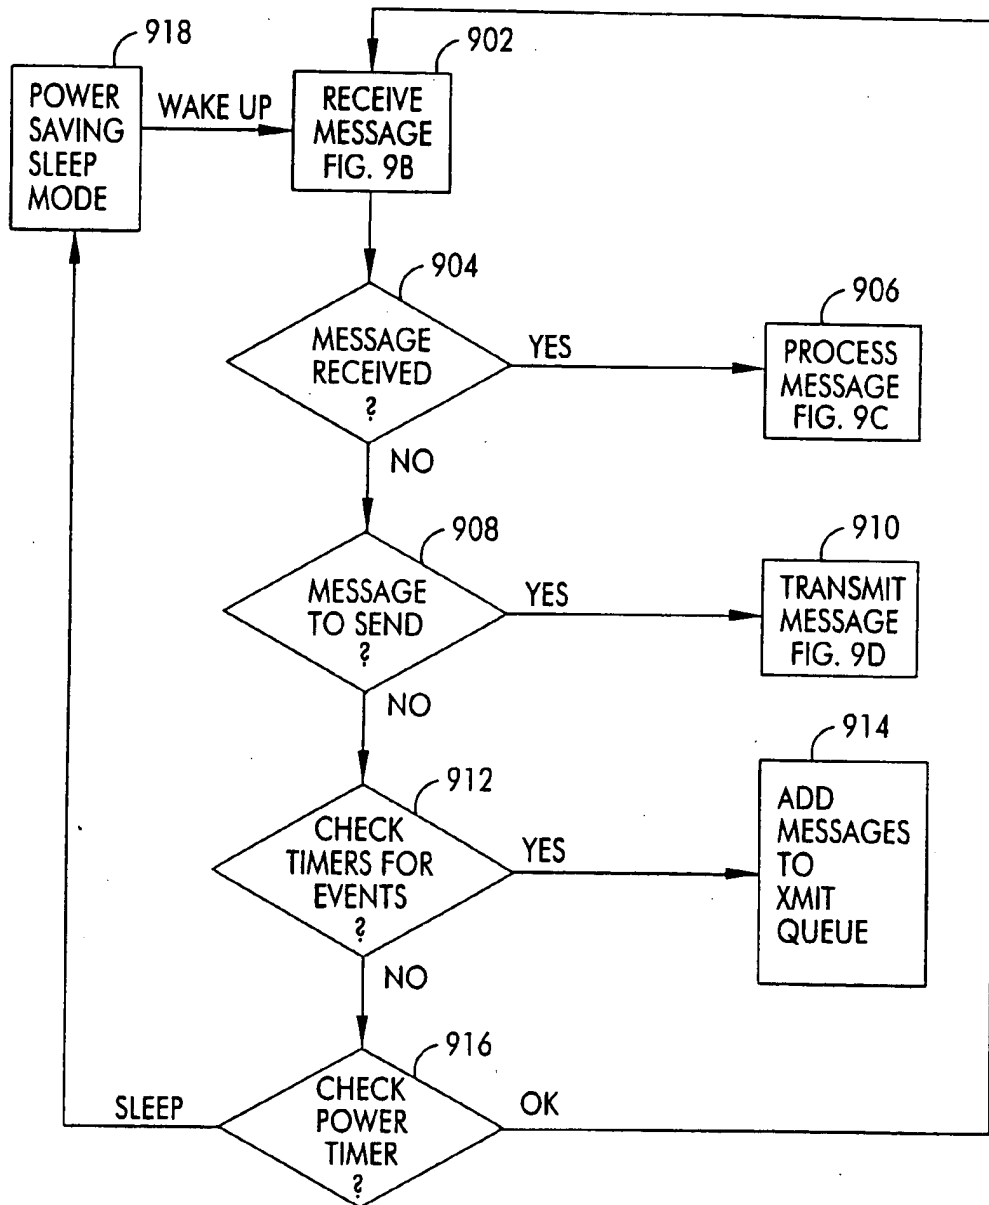 918
POWER
SAVING
SLEEP
MODE
WAKE UP
902
RECEIVE
MESSAGE
FIG. 9B
904
MESSAGE
RECEIVED
?
YES
NO
906
PROCESS
MESSAGE
FIG. 9C
908
MESSAGE
TO SEND
?
YES
NO
910
TRANSMIT
MESSAGE
FIG. 9D
912
CHECK
TIMERS FOR
EVENTS
?
YES
NO
914
ADD
MESSAGES
TO
XMIT
QUEUE
916
CHECK
POWER
TIMER
?
SLEEP
OK